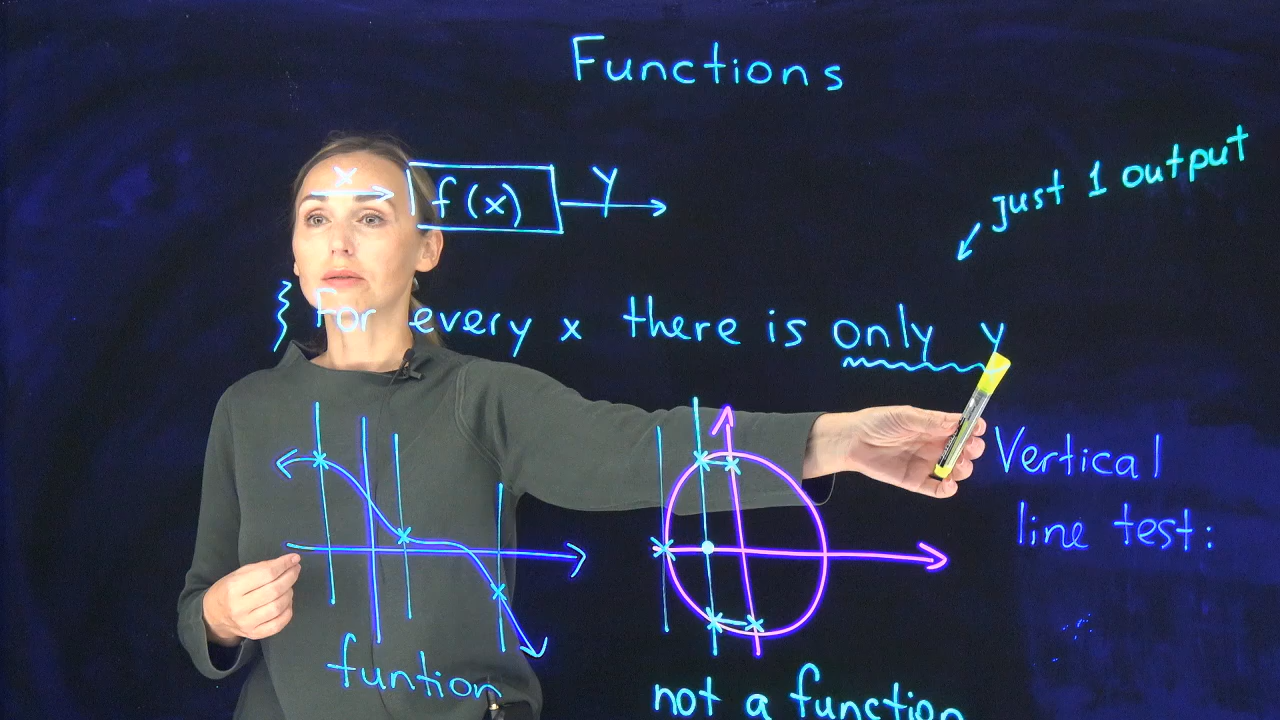 Functions
x f(x) y
just 1 output
For every x there is only y
Vertical
line test:
funtion
not a function